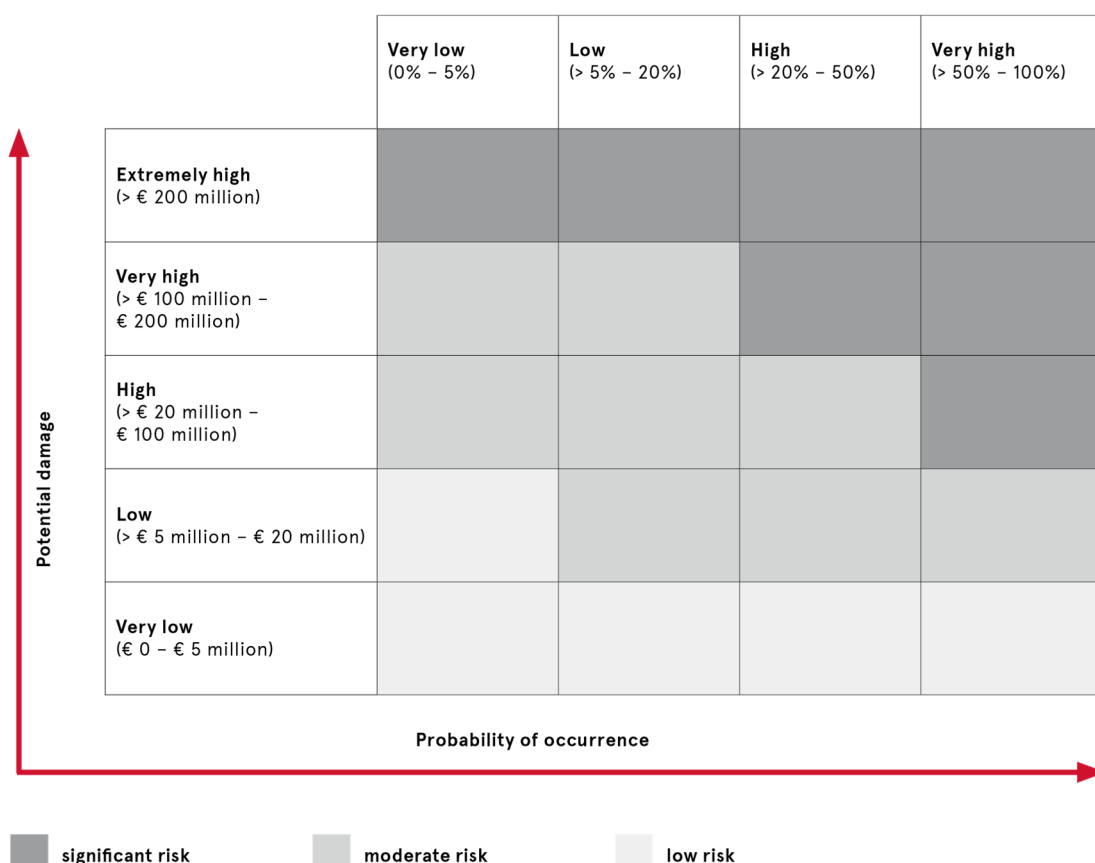 Very low
(0% – 5%)
Low
(> 5% – 20%)
High
(> 20% – 50%)
Very high
(> 50% – 100%)
Extremely high
(> € 200 million)
Very high
(> € 100 million –
€ 200 million)
High
(> € 20 million –
€ 100 million)
Low
(> € 5 million – € 20 million)
Very low
(€ 0 – € 5 million)
Potential damage
Probability of occurrence
significant risk
moderate risk
low risk